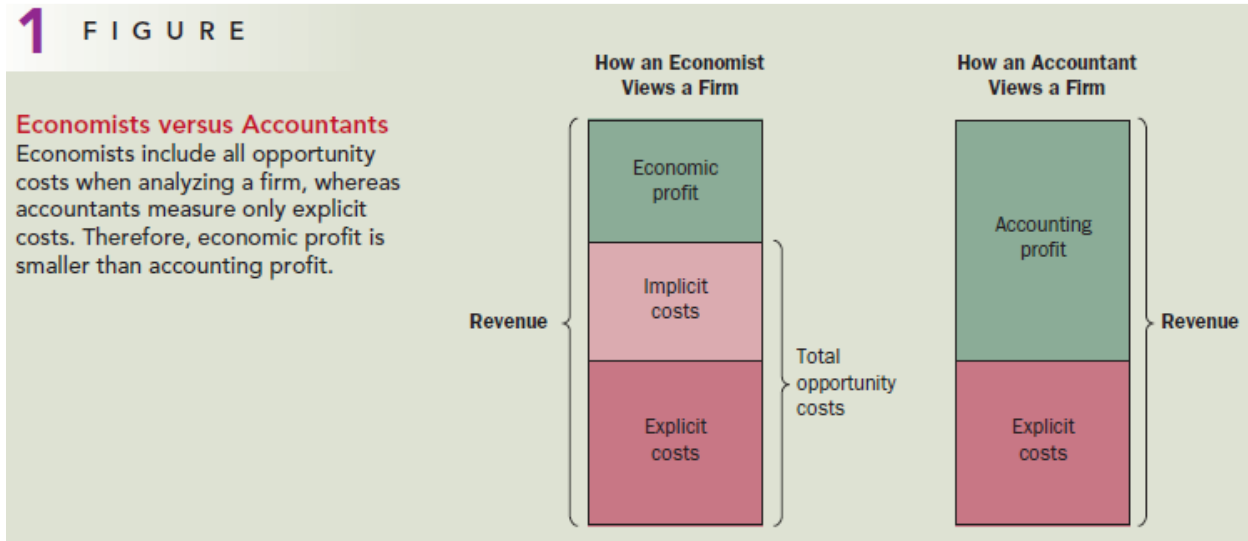 1 FIGURE
Economists versus Accountants
Economists include all opportunity
costs when analyzing a firm, whereas
accountants measure only explicit
costs. Therefore, economic profit is
smaller than accounting profit.
How an Economist
Views a Firm
Revenue
Economic
profit
Implicit
costs
Explicit
costs
Total
opportunity
costs
How an Accountant
Views a Firm
Accounting
profit
Explicit
costs
Revenue